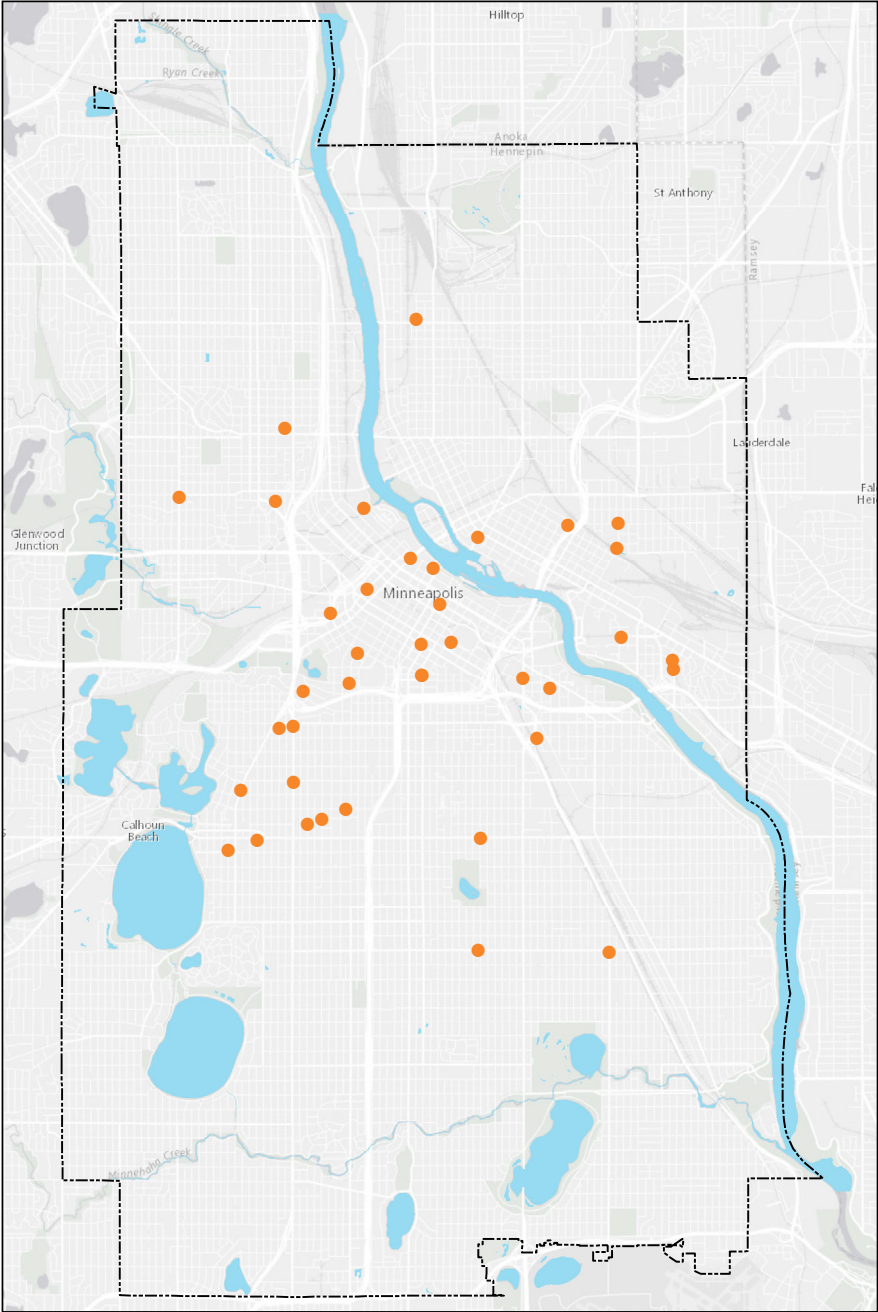 Hilltop
Shingle Creek
Ryan Creek
Anoka
Hennepin
St Anthony
Ramsey
Lauderdale
Glenwood
Junction
Minneapolis
Calhoun
Beach
Minnehaha Creek